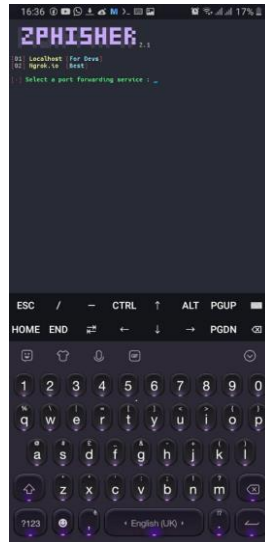 16:36 17%
ZPHISHER 2.1
[01] Localhost [For Devs]
[02] Ngrok.io [Best]
[-] Select a port forwarding service : _
ESC / – CTRL ↑ ALT PGUP
HOME END ← ↓ → PGDN
GIF
1 2 3 4 5 6 7 8 9 0
q w e r t y u i o p
a s d f g h j k l
z x c v b n m
?123 , English (UK) .